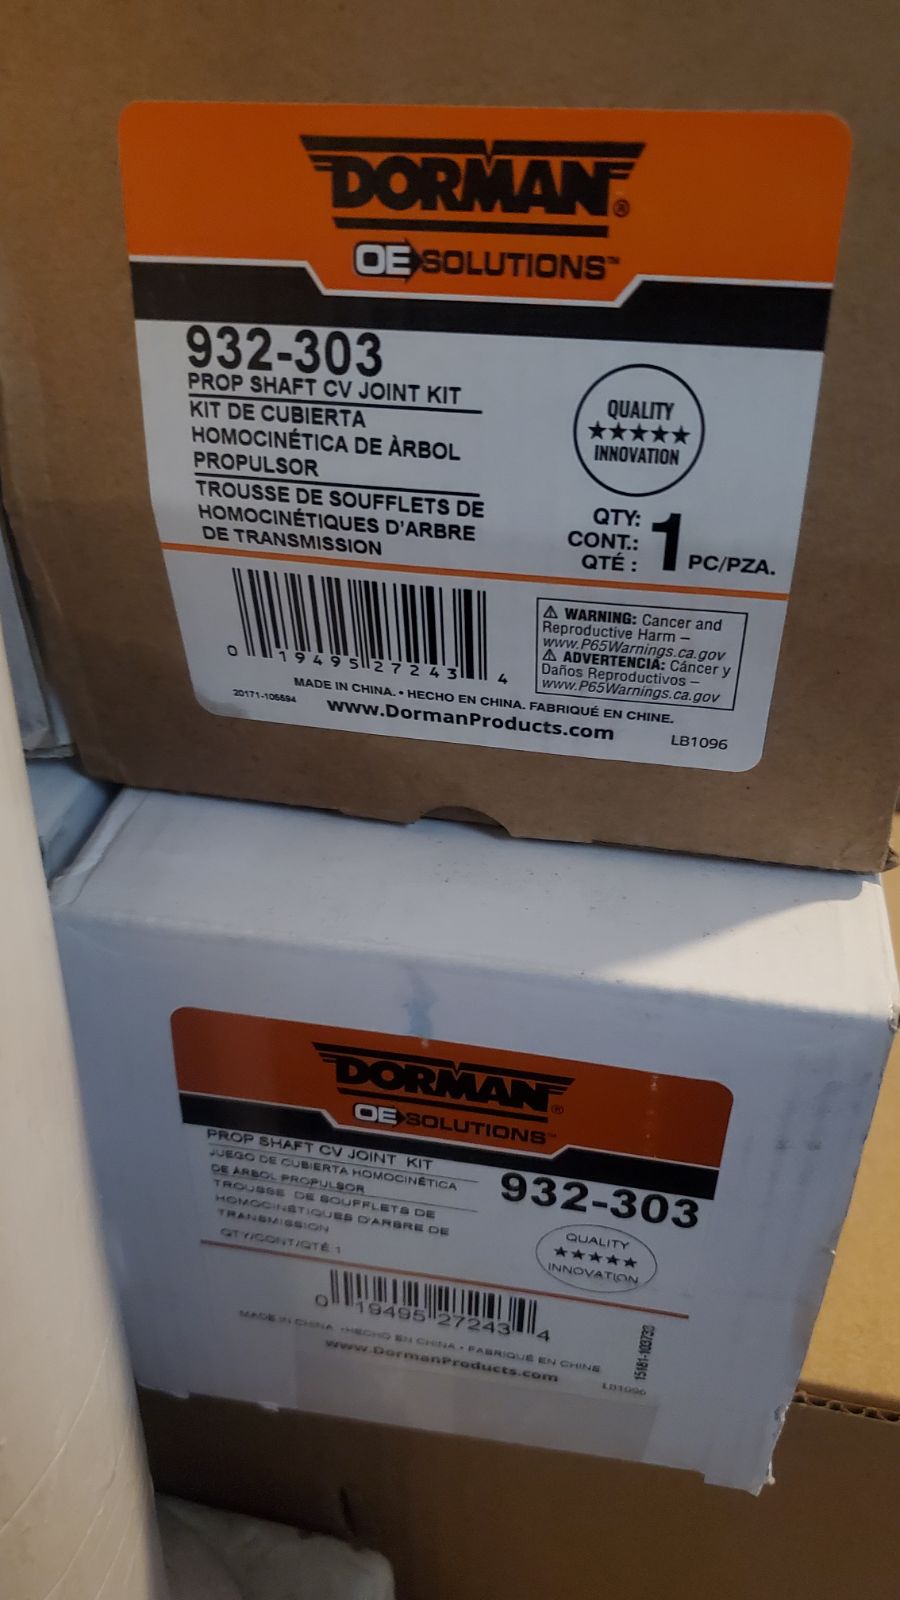 DORMAN®
OE SOLUTIONS™
932-303
PROP SHAFT CV JOINT KIT
KIT DE CUBIERTA
HOMOCINÉTICA DE ÀRBOL
PROPULSOR
TROUSSE DE SOUFFLETS DE
HOMOCINÉTIQUES D'ARBRE
DE TRANSMISSION
QUALITY
★★★★★
INNOVATION
QTY:
CONT.:
QTÉ :
1 PC/PZA.
0 19495 27243 4
⚠ WARNING: Cancer and
Reproductive Harm –
www.P65Warnings.ca.gov
⚠ ADVERTENCIA: Cáncer y
Daños Reproductivos –
www.P65Warnings.ca.gov
MADE IN CHINA. • HECHO EN CHINA. FABRIQUÉ EN CHINE.
20171-106694
www.DormanProducts.com
LB1096
DORMAN®
OE SOLUTIONS™
PROP SHAFT CV JOINT KIT
JUEGO DE CUBIERTA HOMOCINÉTICA
DE ÀRBOL PROPULSOR
TROUSSE DE SOUFFLETS DE
HOMOCINÉTIQUES D'ARBRE DE
TRANSMISSION
QTY/CONT/QTÉ 1
932-303
QUALITY
★★★★★
INNOVATION
0 19495 27243 4
MADE IN CHINA • HECHO EN CHINA • FABRIQUÉ EN CHINE
www.DormanProducts.com
15181-103730
LB1096